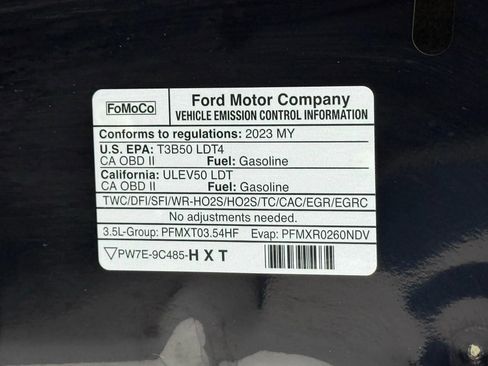 FoMoCo
Ford Motor Company
VEHICLE EMISSION CONTROL INFORMATION
Conforms to regulations: 2023 MY
U.S. EPA: T3B50 LDT4
CA OBD II Fuel: Gasoline
California: ULEV50 LDT
CA OBD II Fuel: Gasoline
TWC/DFI/SFI/WR-HO2S/HO2S/TC/CAC/EGR/EGRC
No adjustments needed.
3.5L-Group: PFMXT03.54HF Evap: PFMXR0260NDV
PW7E-9C485-HXT